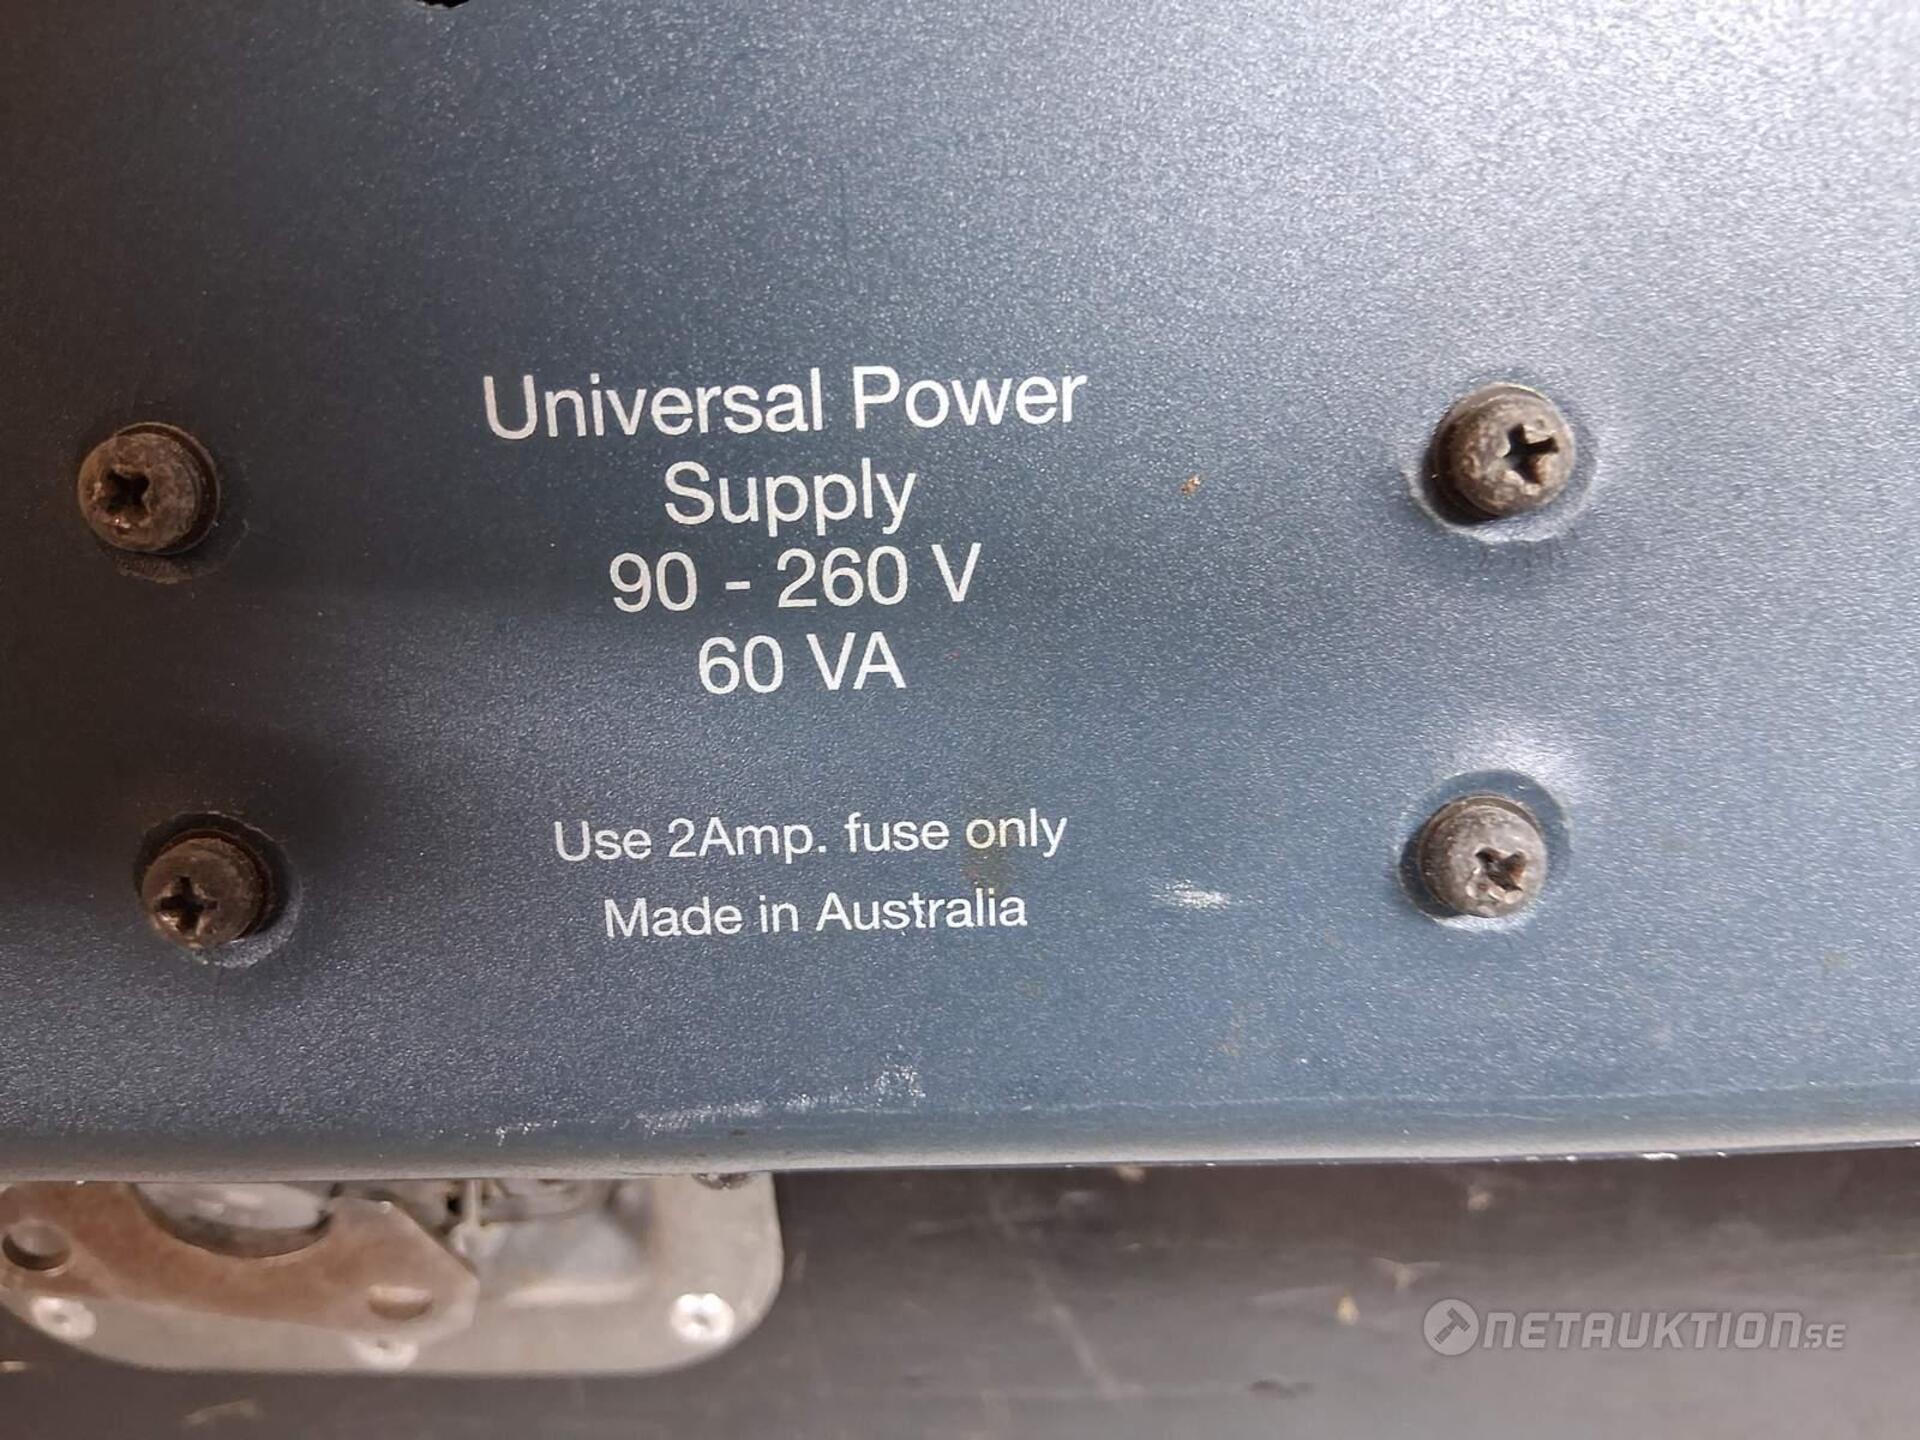 Universal Power
Supply
90 - 260 V
60 VA
Use 2Amp. fuse only
Made in Australia
NETAUKTION.SE